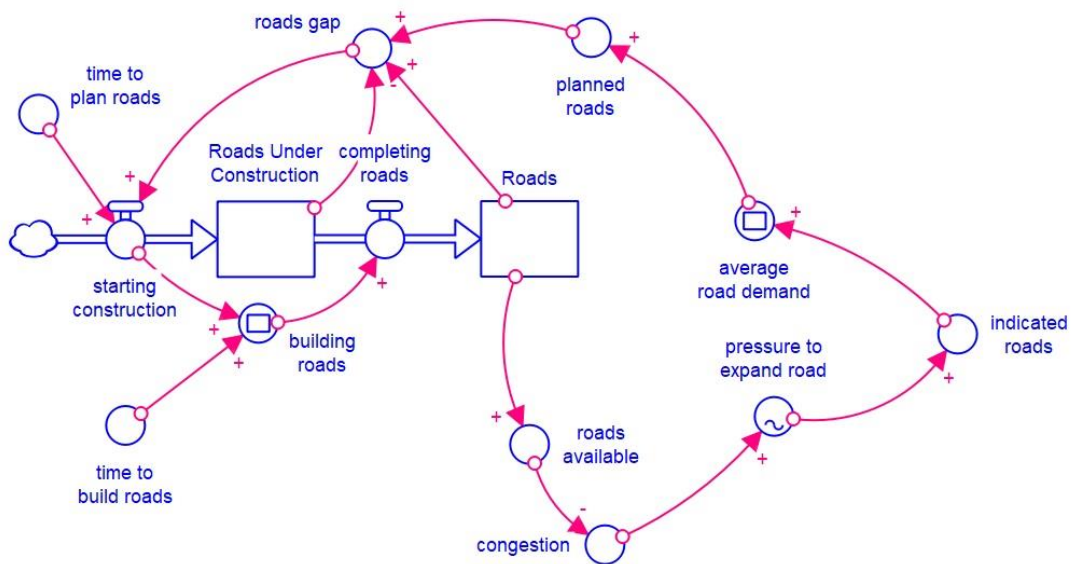 roads gap
+
+
+
-
planned
roads
+
time to
plan roads
Roads Under
Construction
completing
roads
Roads
+
+
+
average
road demand
starting
construction
+
+
+
building
roads
indicated
roads
pressure to
expand road
+
+
time to
build roads
+
roads
available
-
congestion